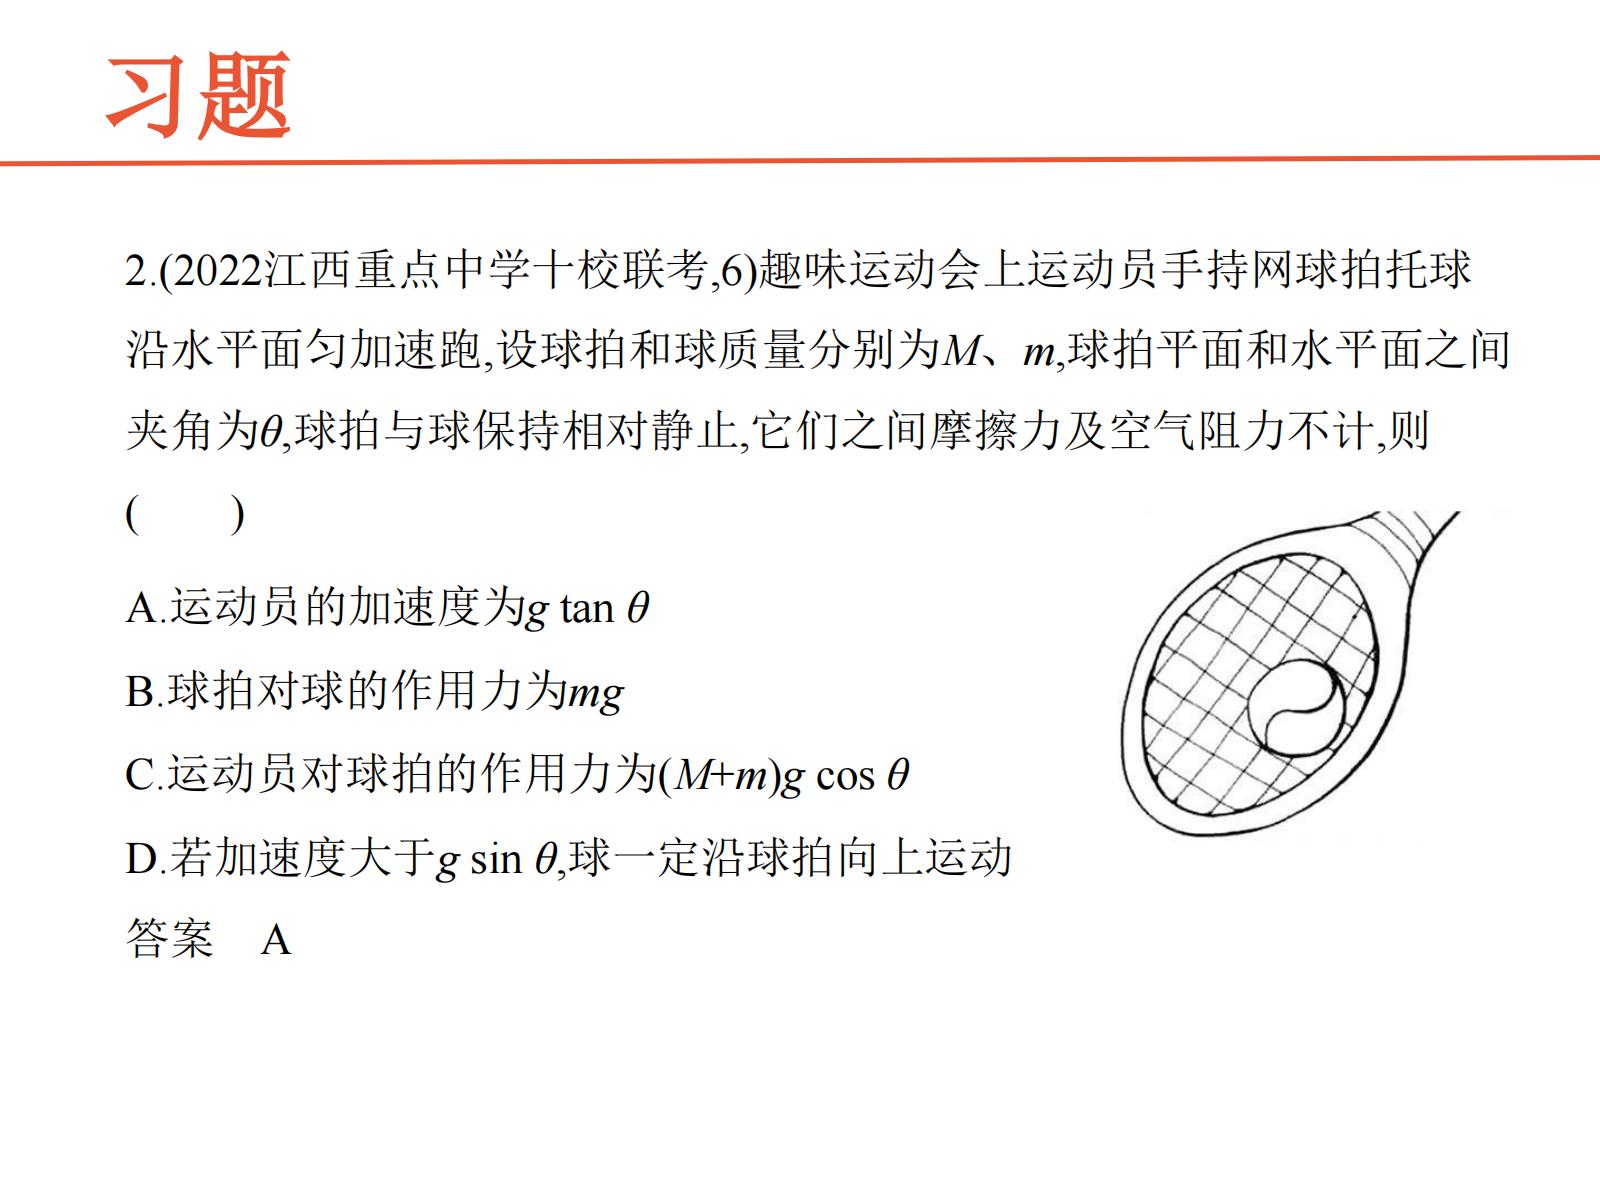 习题
2.(2022江西重点中学十校联考,6)趣味运动会上运动员手持网球拍托球
沿水平面匀加速跑,设球拍和球质量分别为M、m,球拍平面和水平面之间
夹角为θ,球拍与球保持相对静止,它们之间摩擦力及空气阻力不计,则
(　　)
A.运动员的加速度为g tan θ
B.球拍对球的作用力为mg
C.运动员对球拍的作用力为(M+m)g cos θ
D.若加速度大于g sin θ,球一定沿球拍向上运动
答案　A